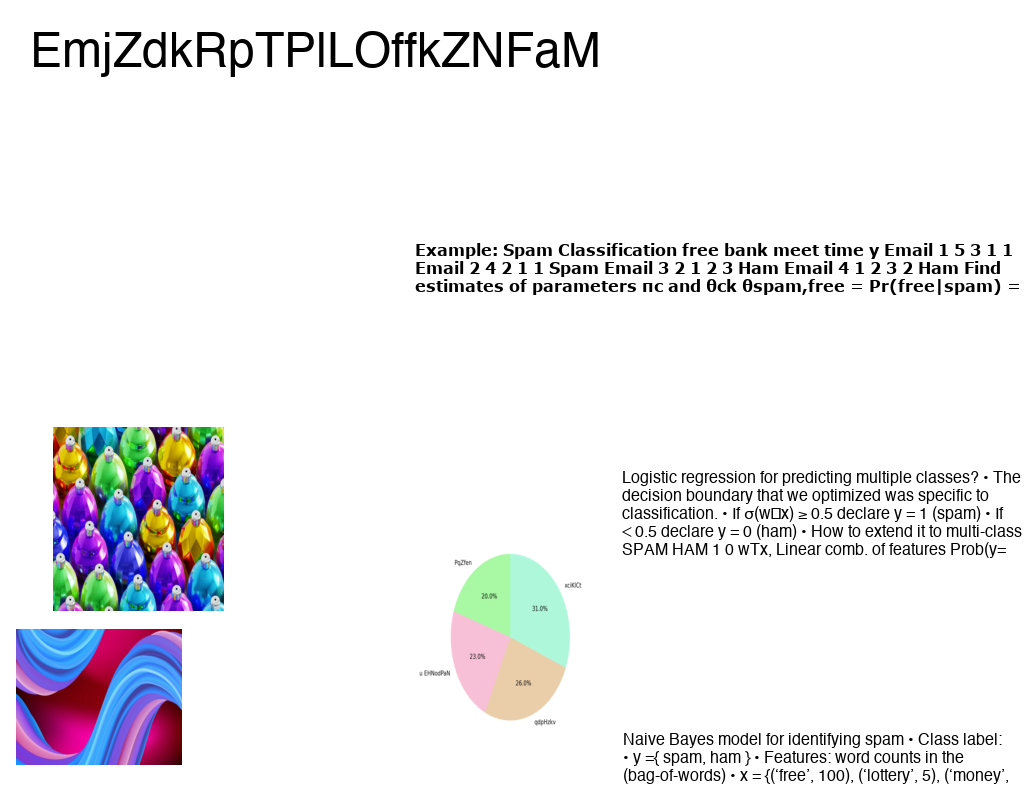 EmjZdkRpTPlLOffkZNFaM
Example: Spam Classification free bank meet time y Email 1 5 3 1 1
Email 2 4 2 1 1 Spam Email 3 2 1 2 3 Ham Email 4 1 2 3 2 Ham Find
estimates of parameters πc and θck θspam,free = Pr(free|spam) =
Logistic regression for predicting multiple classes? • The
decision boundary that we optimized was specific to
classification. • If σ(w x) ≥ 0.5 declare y = 1 (spam) • If
< 0.5 declare y = 0 (ham) • How to extend it to multi-class
SPAM HAM 1 0 wTx, Linear comb. of features Prob(y=
PqZfen
xciKlCt
20.0%
31.0%
23.0%
u EHNodPaN
26.0%
qdpHzkv
Naive Bayes model for identifying spam • Class label:
• y ={ spam, ham } • Features: word counts in the
(bag-of-words) • x = {(‘free’, 100), (‘lottery’, 5), (‘money’,